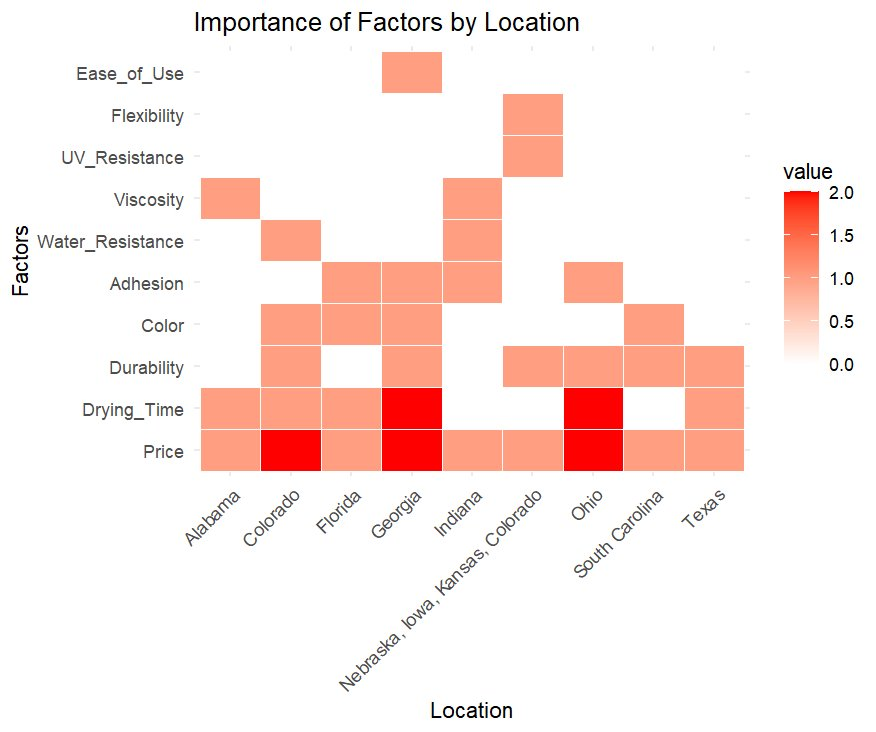 Importance of Factors by Location
Factors
Ease_of_Use
Flexibility
UV_Resistance
Viscosity
Water_Resistance
Adhesion
Color
Durability
Drying_Time
Price
Alabama
Colorado
Florida
Georgia
Indiana
Nebraska, Iowa, Kansas, Colorado
Ohio
South Carolina
Texas
Location
value
2.0
1.5
1.0
0.5
0.0